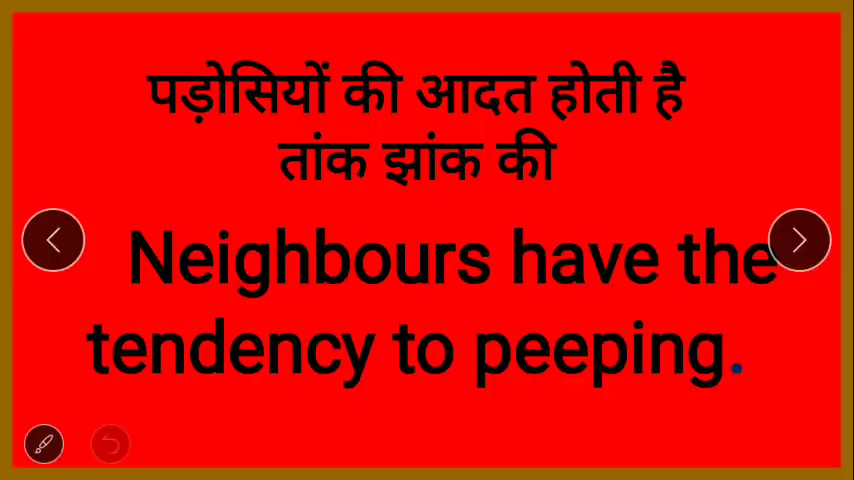 पड़ोसियों की आदत होती है
तांक झांक की
Neighbours have the
tendency to peeping.